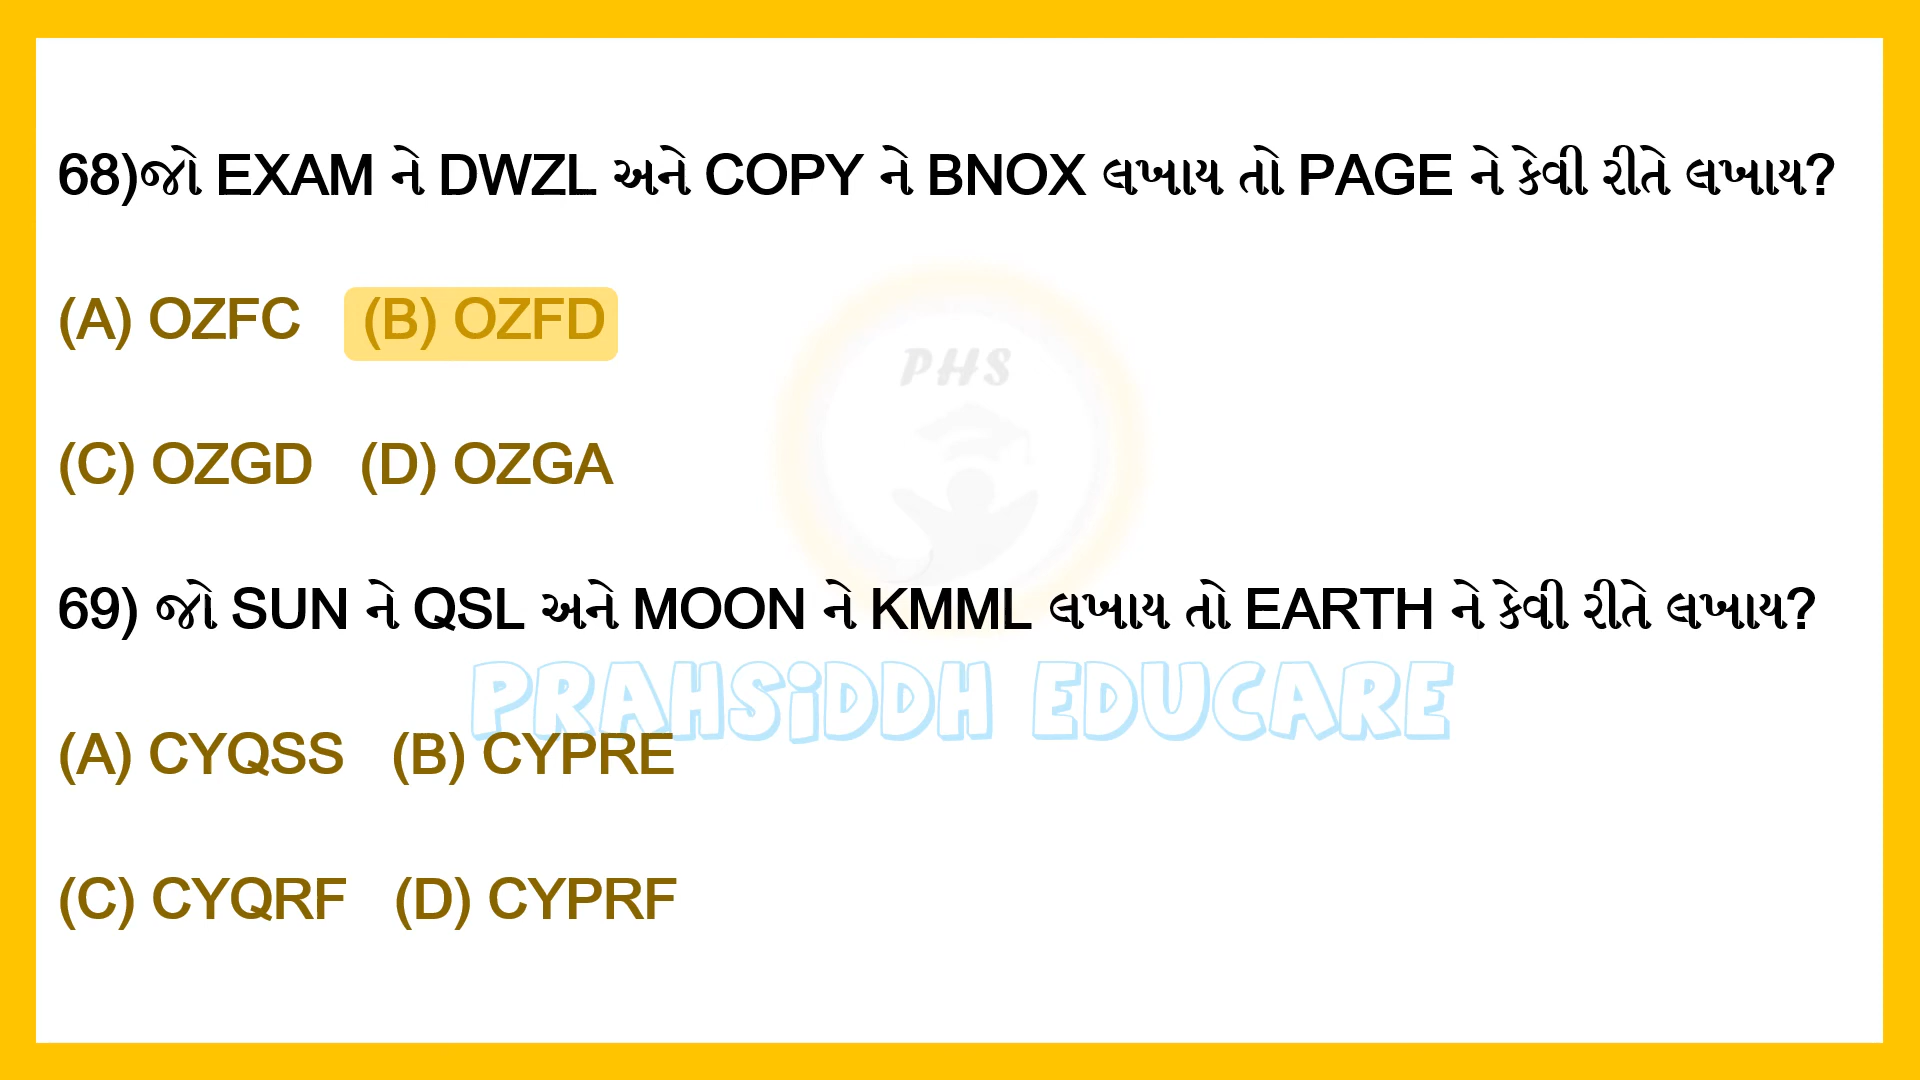 68)જો EXAM ને DWZL અને COPY ને BNOX લખાય તો PAGE ને કેવી રીતે લખાય?
(A) OZFC (B) OZFD
PHS
(C) OZGD (D) OZGA
69) જો SUN ને QSL અને MOON ને KMML લખાય તો EARTH ને કેવી રીતે લખાય?
PRAHSiDDH EDUCARE
(A) CYQSS (B) CYPRE
(C) CYQRF (D) CYPRF